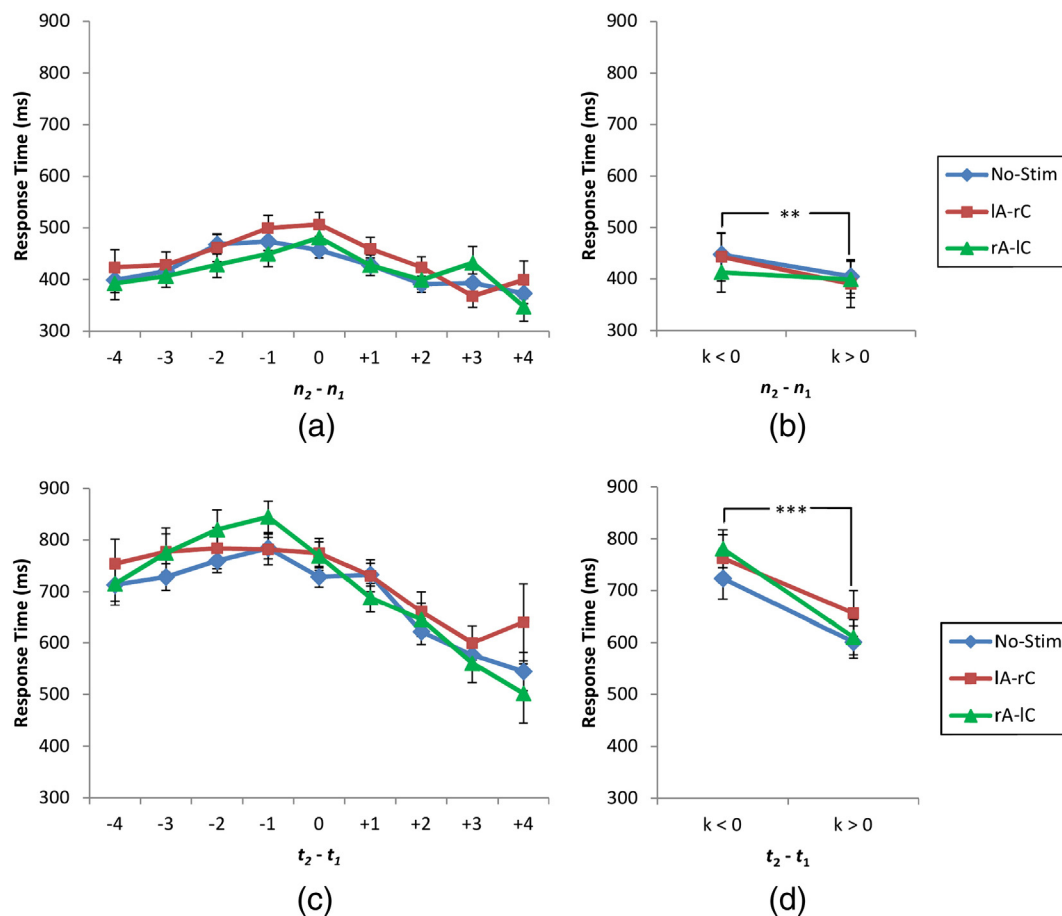 900
800
700
600
500
400
300
Response Time (ms)
-4 -3 -2 -1 0 +1 +2 +3 +4
n₂ - n₁
(a)
900
800
700
600
500
400
300
Response Time (ms)
**
k < 0 k > 0
n₂ - n₁
(b)
No-Stim
lA-rC
rA-lC
900
800
700
600
500
400
300
Response Time (ms)
-4 -3 -2 -1 0 +1 +2 +3 +4
t₂ - t₁
(c)
900
800
700
600
500
400
300
Response Time (ms)
***
k < 0 k > 0
t₂ - t₁
(d)
No-Stim
lA-rC
rA-lC